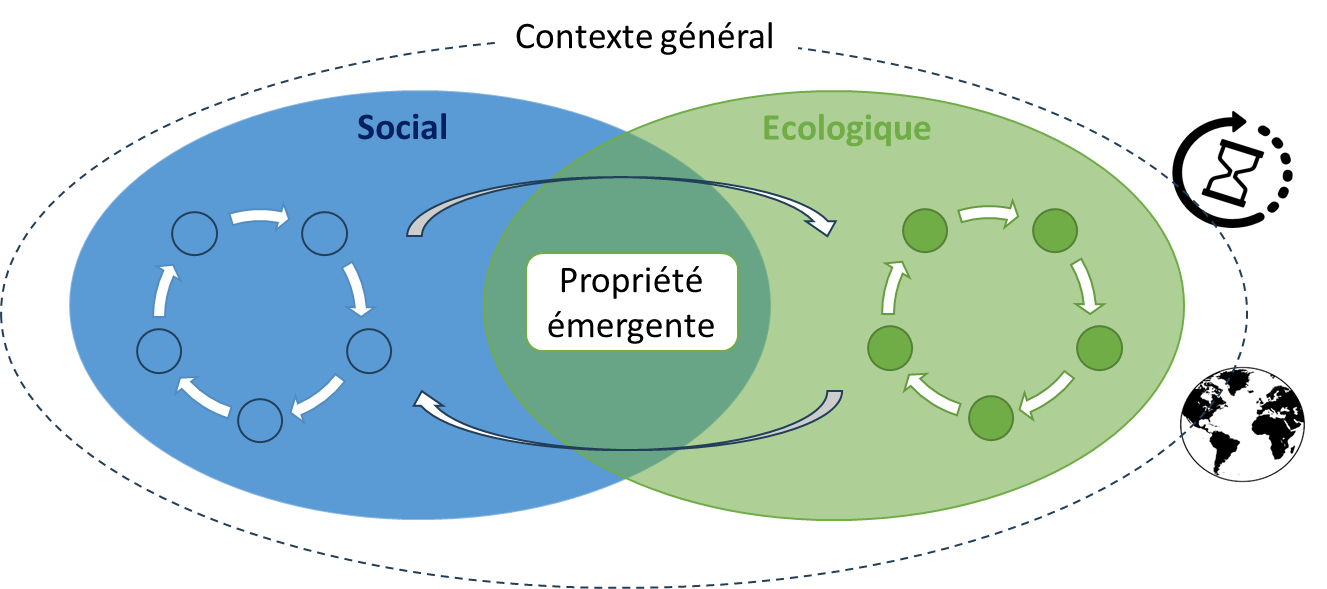 Contexte général
Social
Ecologique
Propriété
émergente